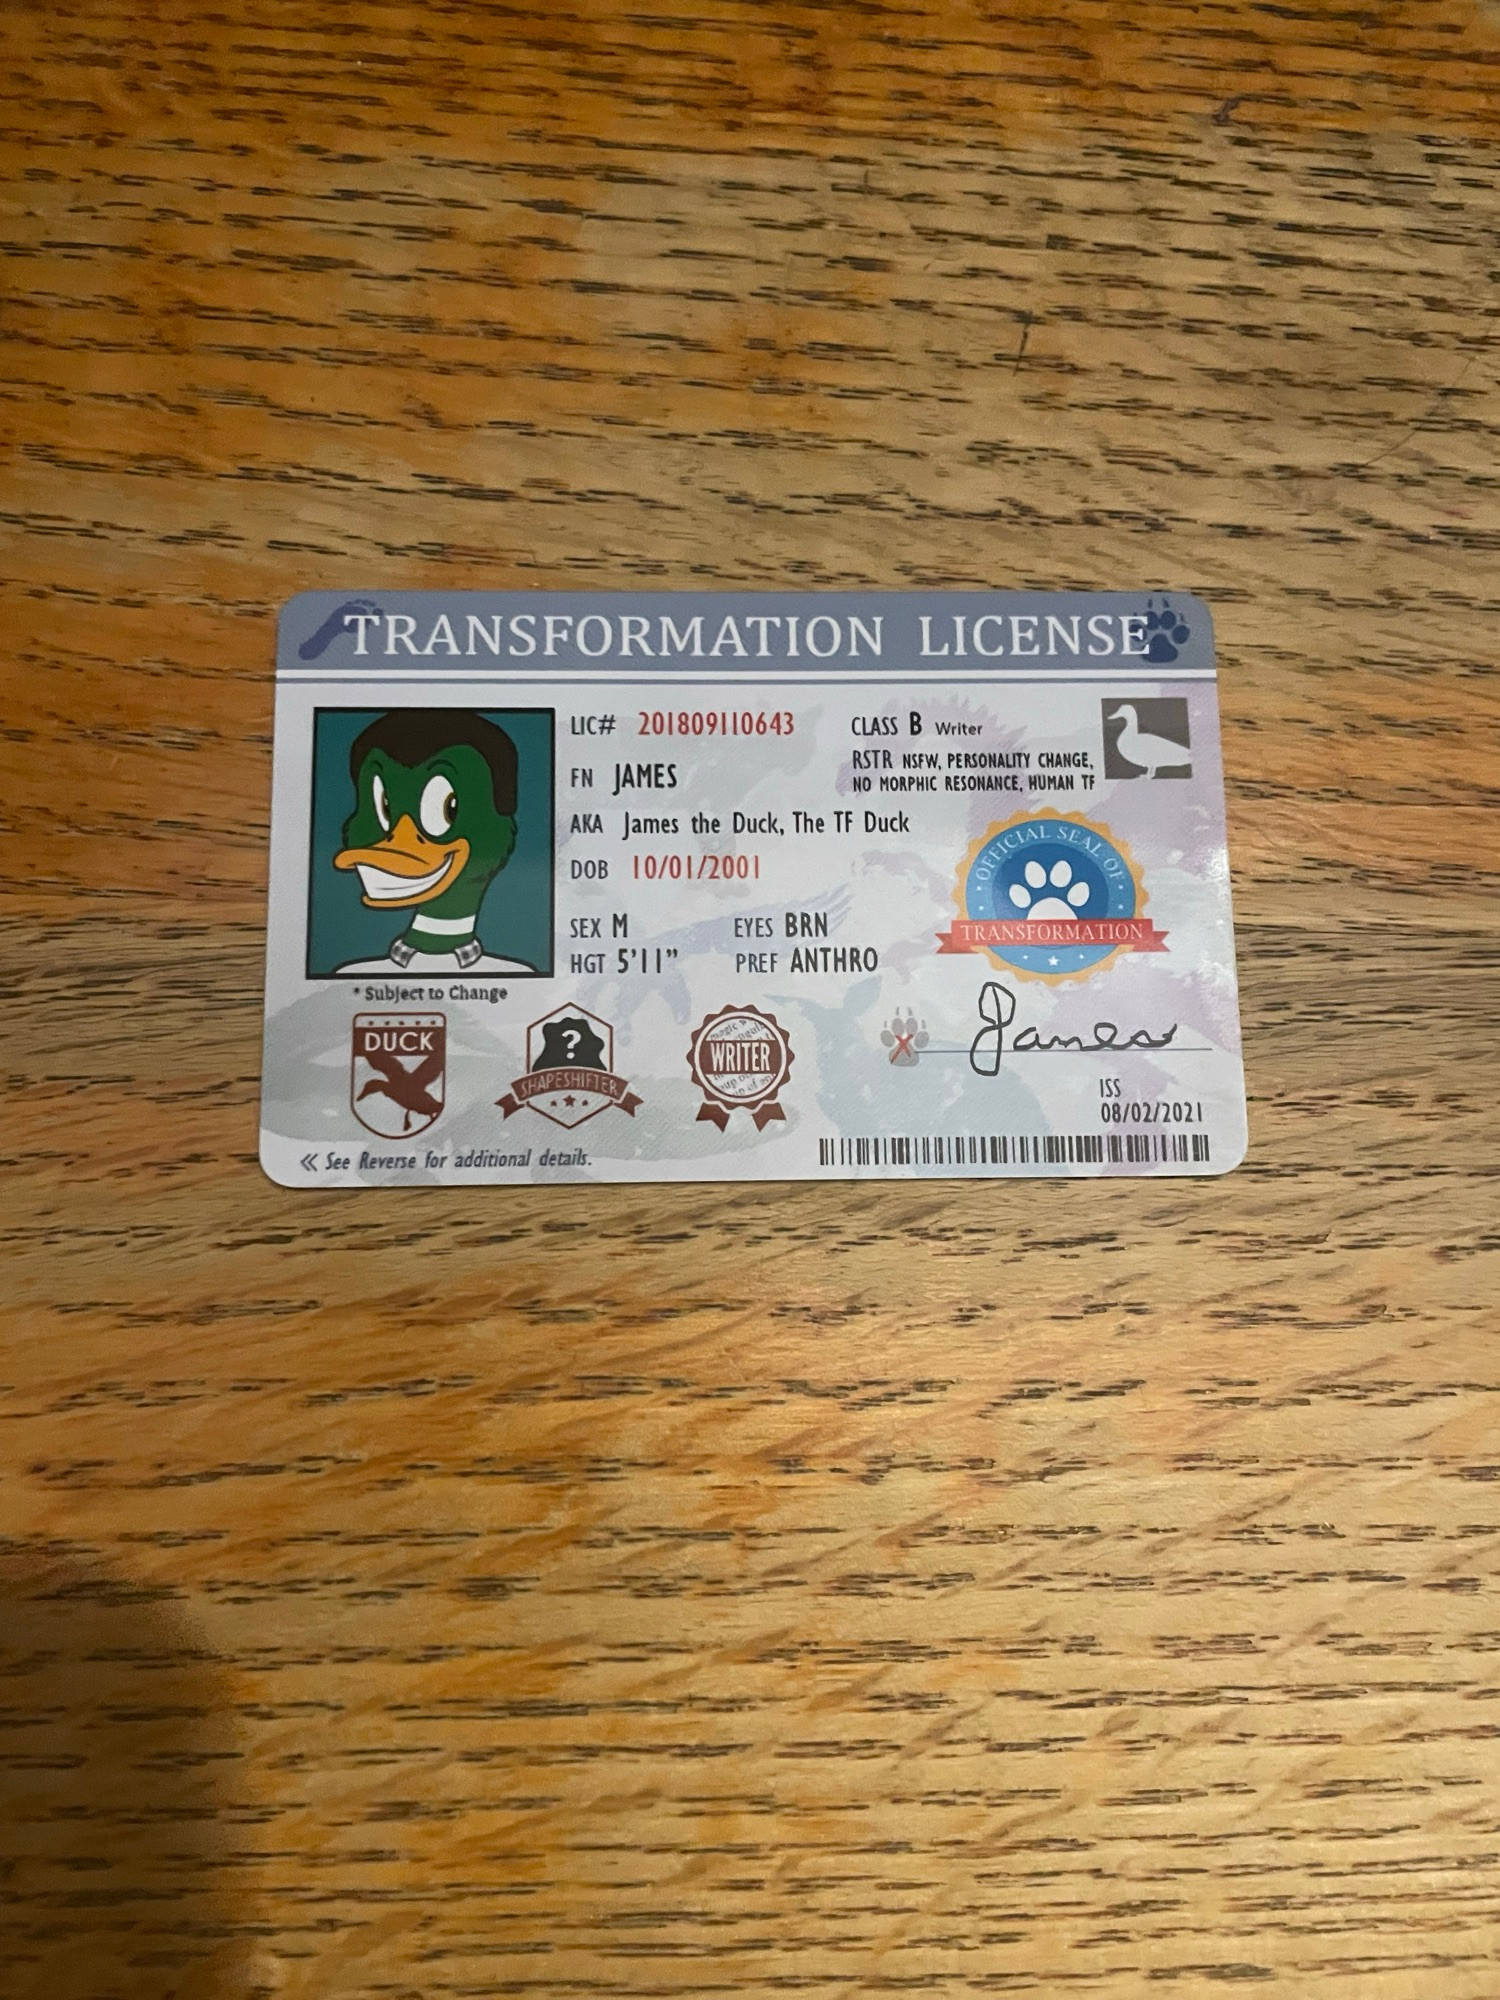 TRANSFORMATION LICENSE
LIC# 201809110643
CLASS B Writer
FN JAMES
RSTR NSFW, PERSONALITY CHANGE,
NO MORPHIC RESONANCE, HUMAN TF
AKA James the Duck, The TF Duck
DOB 10/01/2001
OFFICIAL SEAL OF
TRANSFORMATION
SEX M
EYES BRN
HGT 5'11"
PREF ANTHRO
* Subject to Change
DUCK
?
SHAPESHIFTER
WRITER
X
James
ISS
08/02/2021
« See Reverse for additional details.